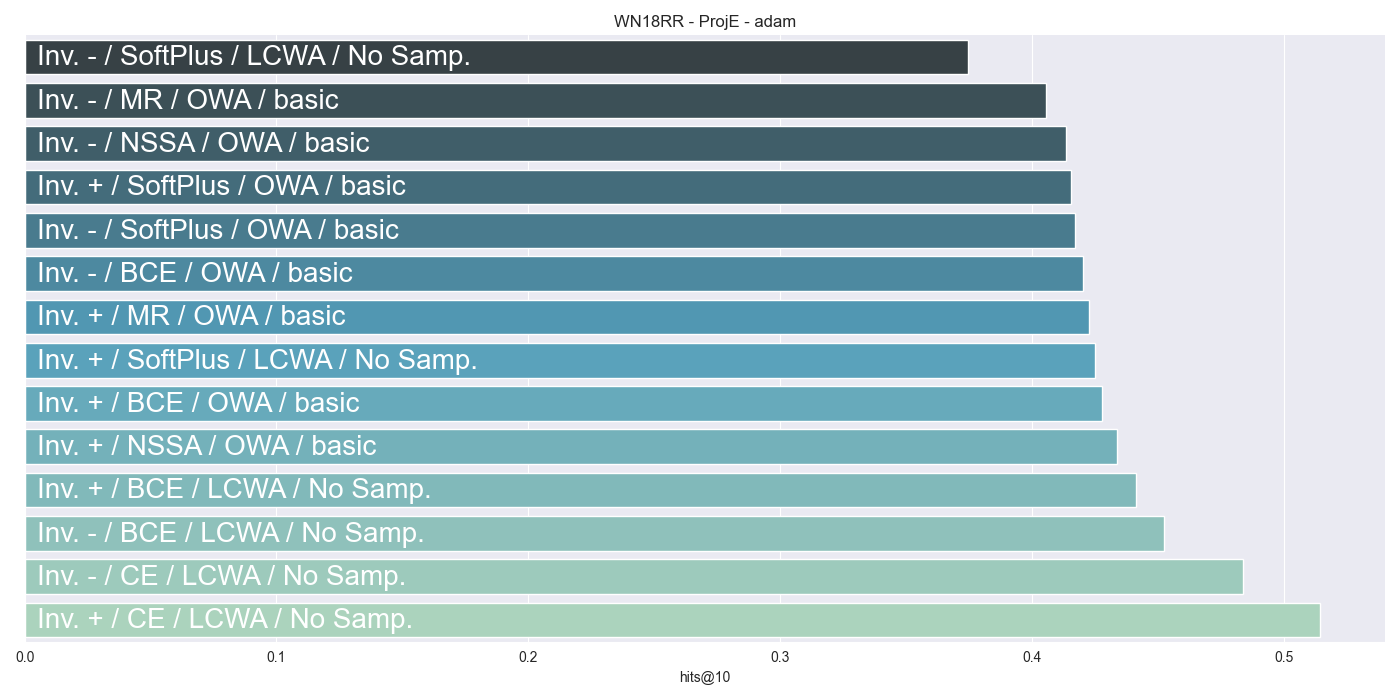 WN18RR - ProjE - adam
Inv. - / SoftPlus / LCWA / No Samp.
Inv. - / MR / OWA / basic
Inv. - / NSSA / OWA / basic
Inv. + / SoftPlus / OWA / basic
Inv. - / SoftPlus / OWA / basic
Inv. - / BCE / OWA / basic
Inv. + / MR / OWA / basic
Inv. + / SoftPlus / LCWA / No Samp.
Inv. + / BCE / OWA / basic
Inv. + / NSSA / OWA / basic
Inv. + / BCE / LCWA / No Samp.
Inv. - / BCE / LCWA / No Samp.
Inv. - / CE / LCWA / No Samp.
Inv. + / CE / LCWA / No Samp.
0.0 0.1 0.2 0.3 0.4 0.5
hits@10